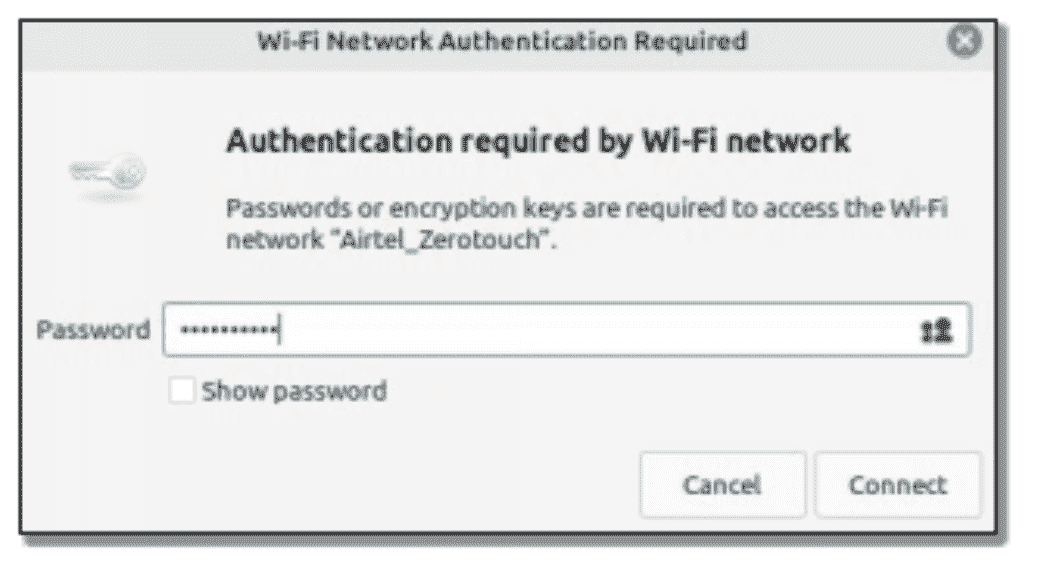 Wi-Fi Network Authentication Required
Authentication required by Wi-Fi network
Passwords or encryption keys are required to access the Wi-Fi
network "Airtel_Zerotouch".
Password ••••••••••
Show password
Cancel Connect